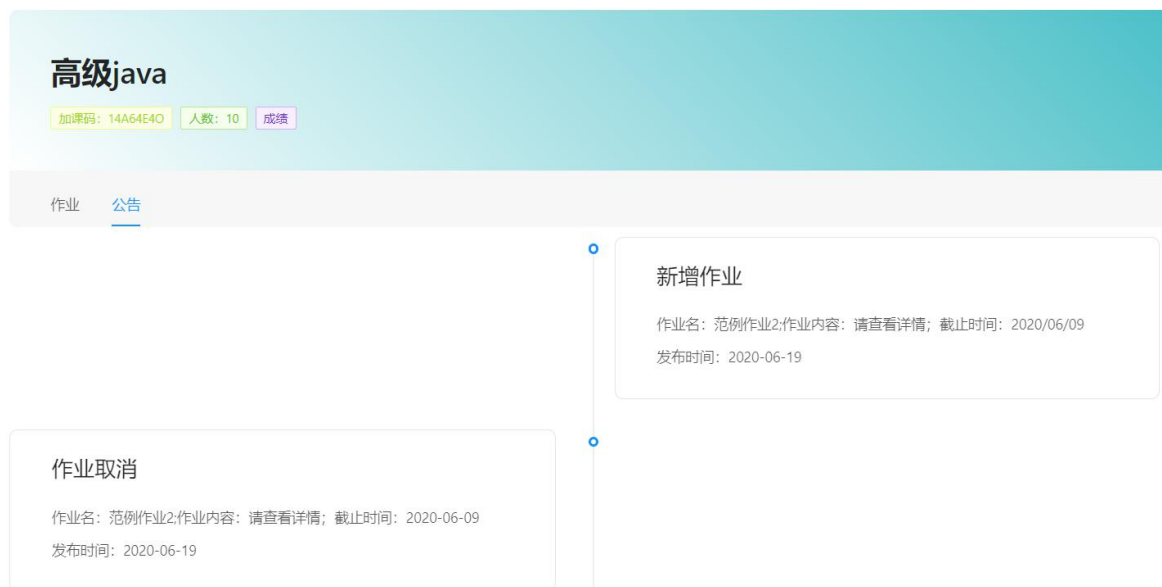 高级java
加课码：14A64E4O 人数：10 成绩
作业 公告
新增作业
作业名：范例作业2;作业内容：请查看详情；截止时间：2020/06/09
发布时间：2020-06-19
作业取消
作业名：范例作业2;作业内容：请查看详情；截止时间：2020-06-09
发布时间：2020-06-19